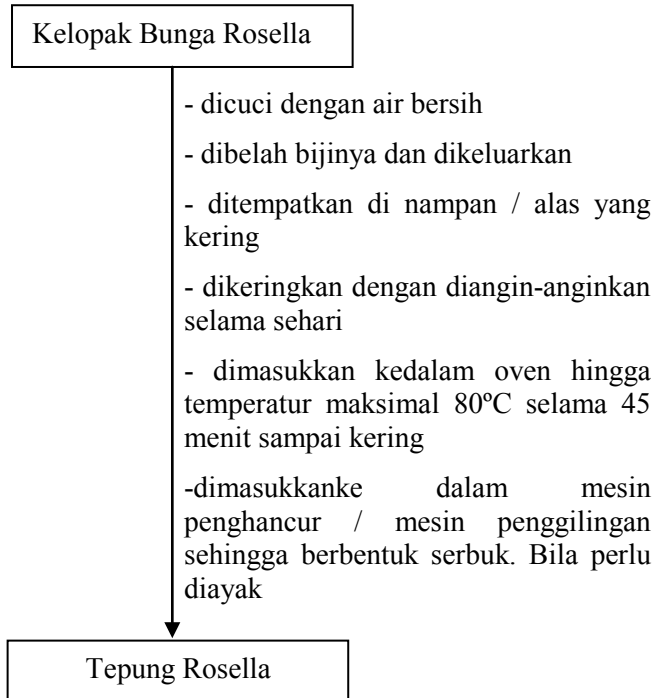 Kelopak Bunga Rosella
- dicuci dengan air bersih
- dibelah bijinya dan dikeluarkan
- ditempatkan di nampan / alas yang
kering
- dikeringkan dengan diangin-anginkan
selama sehari
- dimasukkan kedalam oven hingga
temperatur maksimal 80ºC selama 45
menit sampai kering
-dimasukkanke dalam mesin
penghancur / mesin penggilingan
sehingga berbentuk serbuk. Bila perlu
diayak
Tepung Rosella